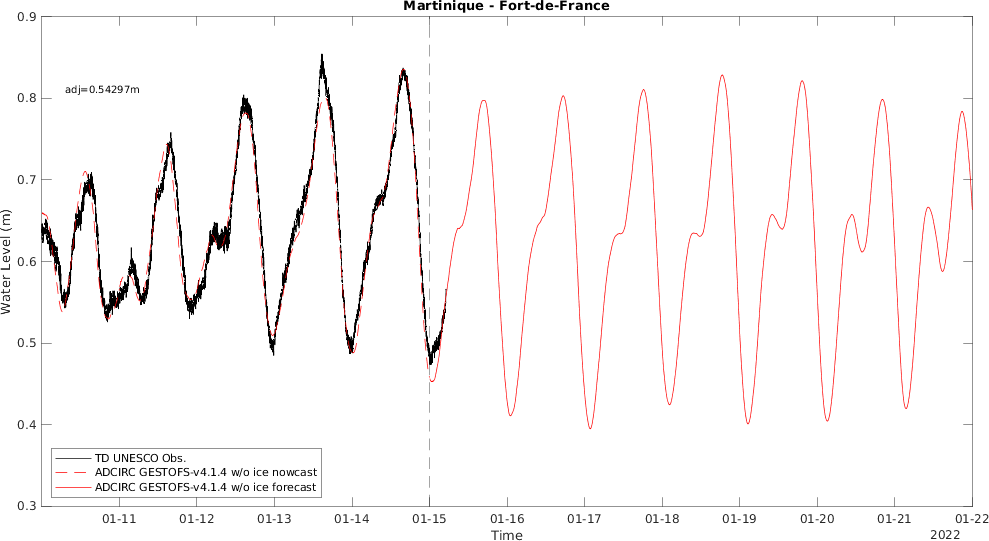 Martinique - Fort-de-France
0.9
0.8
0.7
0.6
0.5
0.4
0.3
Water Level (m)
adj=0.54297m
TD UNESCO Obs.
ADCIRC GESTOFS-v4.1.4 w/o ice nowcast
ADCIRC GESTOFS-v4.1.4 w/o ice forecast
01-11 01-12 01-13 01-14 01-15 01-16 01-17 01-18 01-19 01-20 01-21 01-22
Time
2022